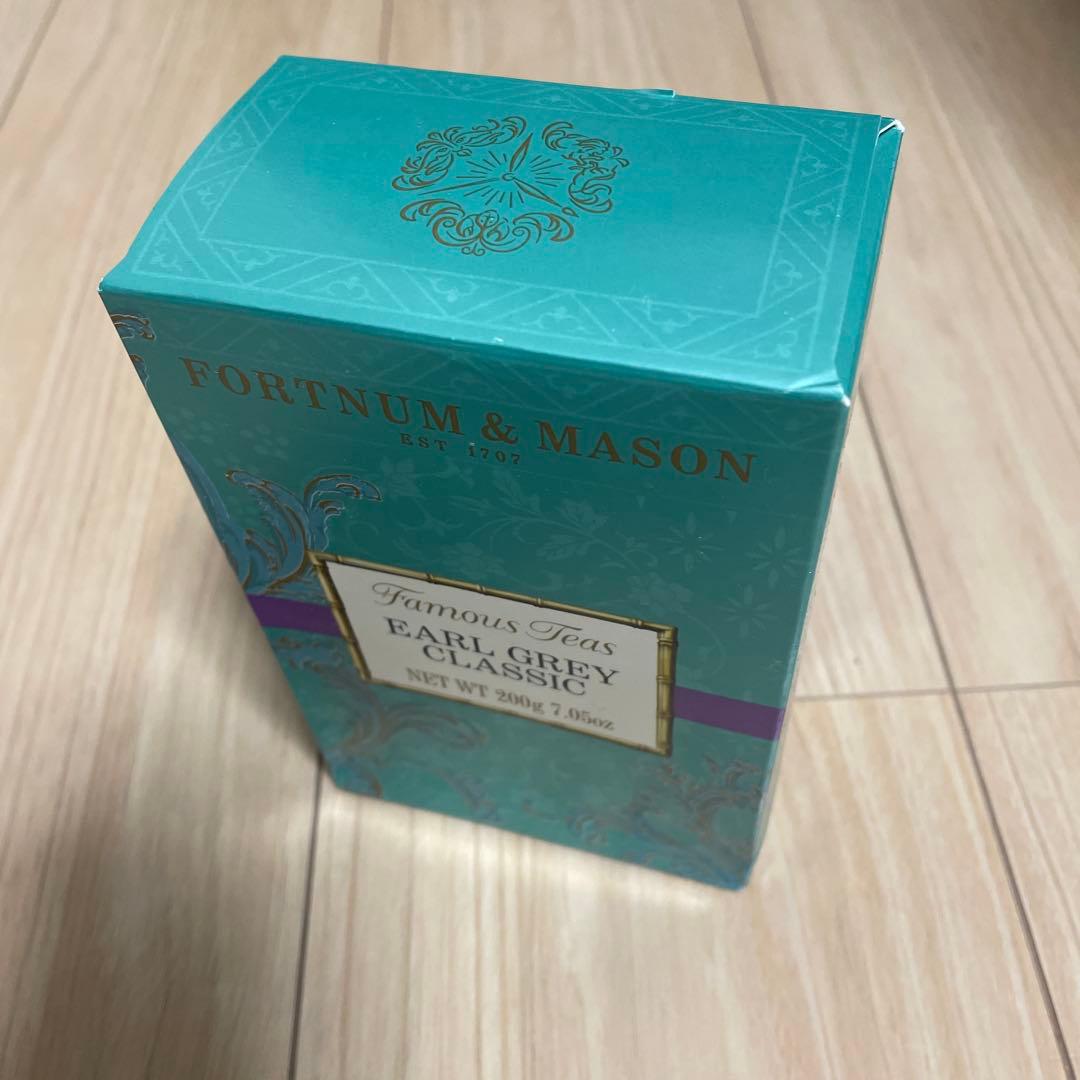 FORTNUM & MASON
EST 1707
Famous Teas
EARL GREY
CLASSIC
NET WT 200g 7.05oz